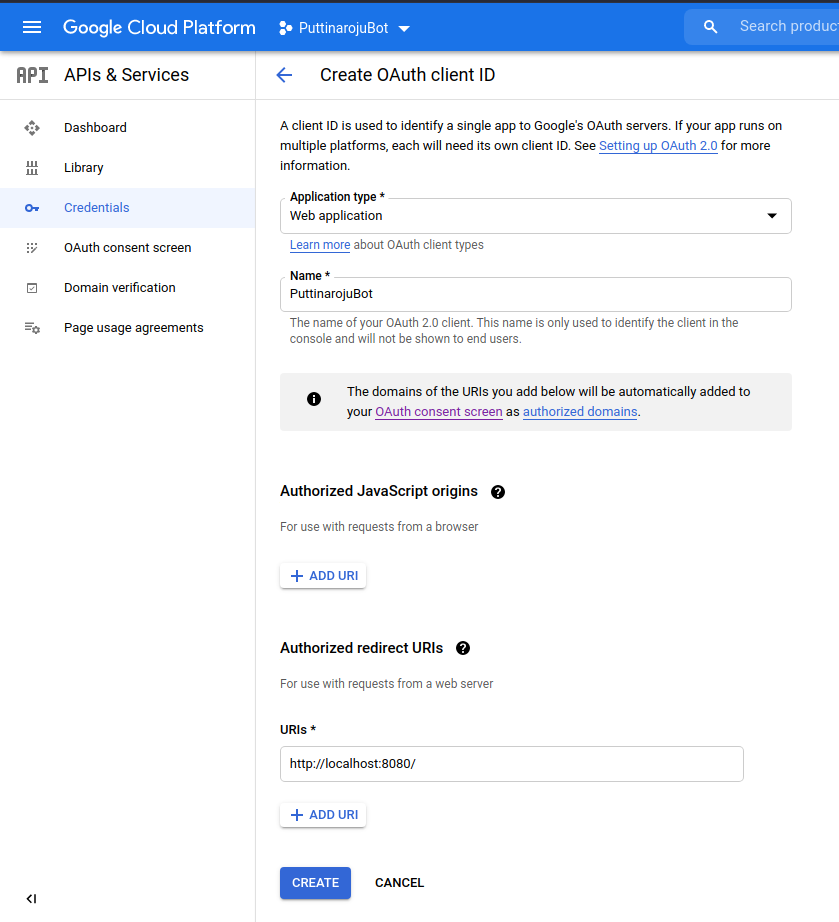 Google Cloud Platform
PuttinarojuBot
Search produc
API
APIs & Services
Dashboard
Library
Credentials
OAuth consent screen
Domain verification
Page usage agreements
Create OAuth client ID
A client ID is used to identify a single app to Google's OAuth servers. If your app runs on
multiple platforms, each will need its own client ID. See Setting up OAuth 2.0 for more
information.
Application type *
Web application
Learn more about OAuth client types
Name *
PuttinarojuBot
The name of your OAuth 2.0 client. This name is only used to identify the client in the
console and will not be shown to end users.
The domains of the URIs you add below will be automatically added to
your OAuth consent screen as authorized domains.
Authorized JavaScript origins
For use with requests from a browser
ADD URI
Authorized redirect URIs
For use with requests from a web server
URIs *
http://localhost:8080/
ADD URI
CREATE
CANCEL